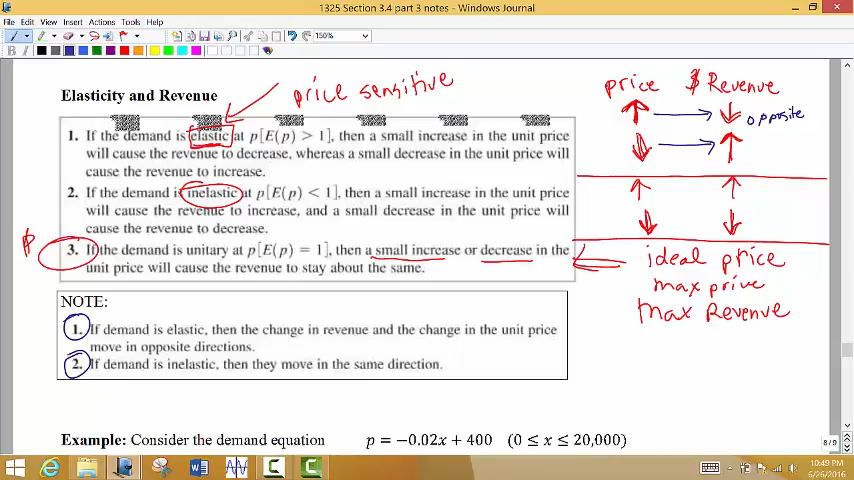 1325 Section 3.4 part 3 notes - Windows Journal
File Edit View Insert Actions Tools Help
150%
Elasticity and Revenue
price sensitive
price $ Revenue
opposite
1. If the demand is elastic at p[E(p) > 1], then a small increase in the unit price
will cause the revenue to decrease, whereas a small decrease in the unit price will
cause the revenue to increase.
2. If the demand is inelastic at p[E(p) < 1], then a small increase in the unit price
will cause the revenue to increase, and a small decrease in the unit price will
cause the revenue to decrease.
3. If the demand is unitary at p[E(p) = 1], then a small increase or decrease in the
unit price will cause the revenue to stay about the same.
ideal price
max price
max Revenue
NOTE:
1. If demand is elastic, then the change in revenue and the change in the unit price
move in opposite directions.
2. If demand is inelastic, then they move in the same direction.
Example: Consider the demand equation p = −0.02x + 400 (0 ≤ x ≤ 20,000)
8/9
10:49 PM
6/26/2016